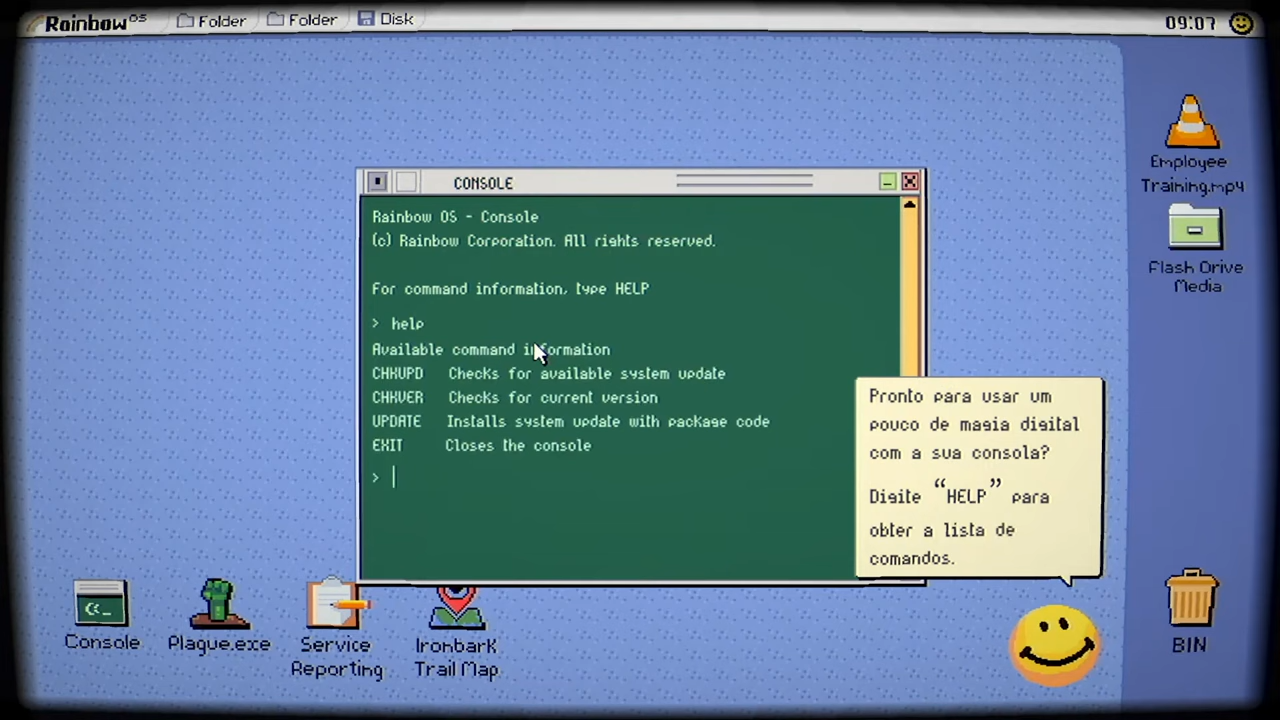 Rainbow OS
Folder
Folder
Disk
09:07
CONSOLE
Rainbow OS - Console
(c) Rainbow Corporation. All rights reserved.
For command information, type HELP
> help
Available command information
CHKUPD Checks for available system update
CHKVER Checks for current version
UPDATE Installs system update with package code
EXIT Closes the console
>
Pronto para usar um
pouco de magia digital
com a sua consola?
Digite “HELP” para
obter a lista de
comandos.
Employee
Training.mp4
Flash Drive
Media
Console
Plague.exe
Service
Reporting
Ironbark
Trail Map
BIN